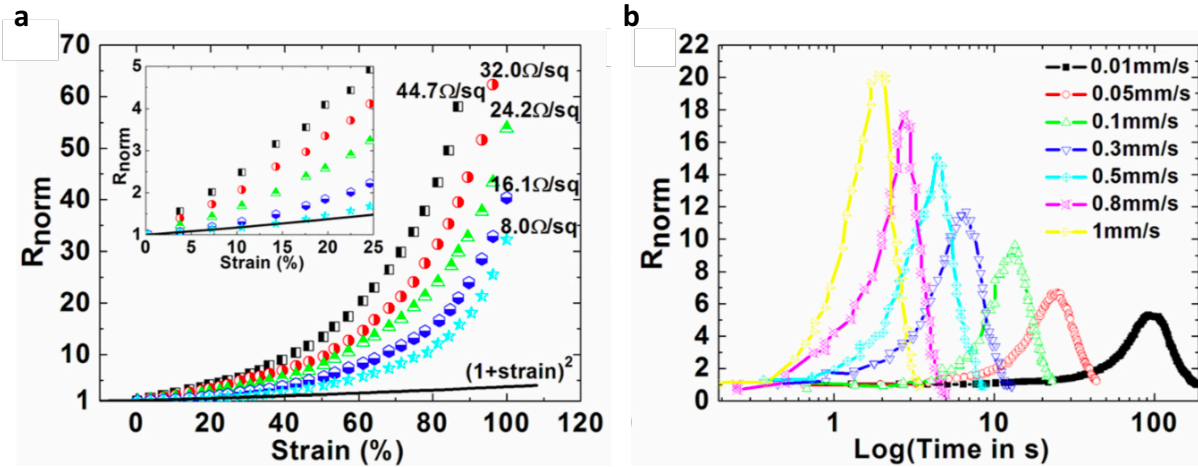 a
70
60
50
40
30
20
10
1
R_norm
0
20
40
60
80
100
120
Strain (%)
44.7Ω/sq
32.0Ω/sq
24.2Ω/sq
16.1Ω/sq
8.0Ω/sq
(1+strain)²
5
4
3
2
1
R_norm
0
5
10
15
20
25
Strain (%)
b
22
20
18
16
14
12
10
8
6
4
2
0
R_norm
1
10
100
Log(Time in s)
0.01mm/s
0.05mm/s
0.1mm/s
0.3mm/s
0.5mm/s
0.8mm/s
1mm/s